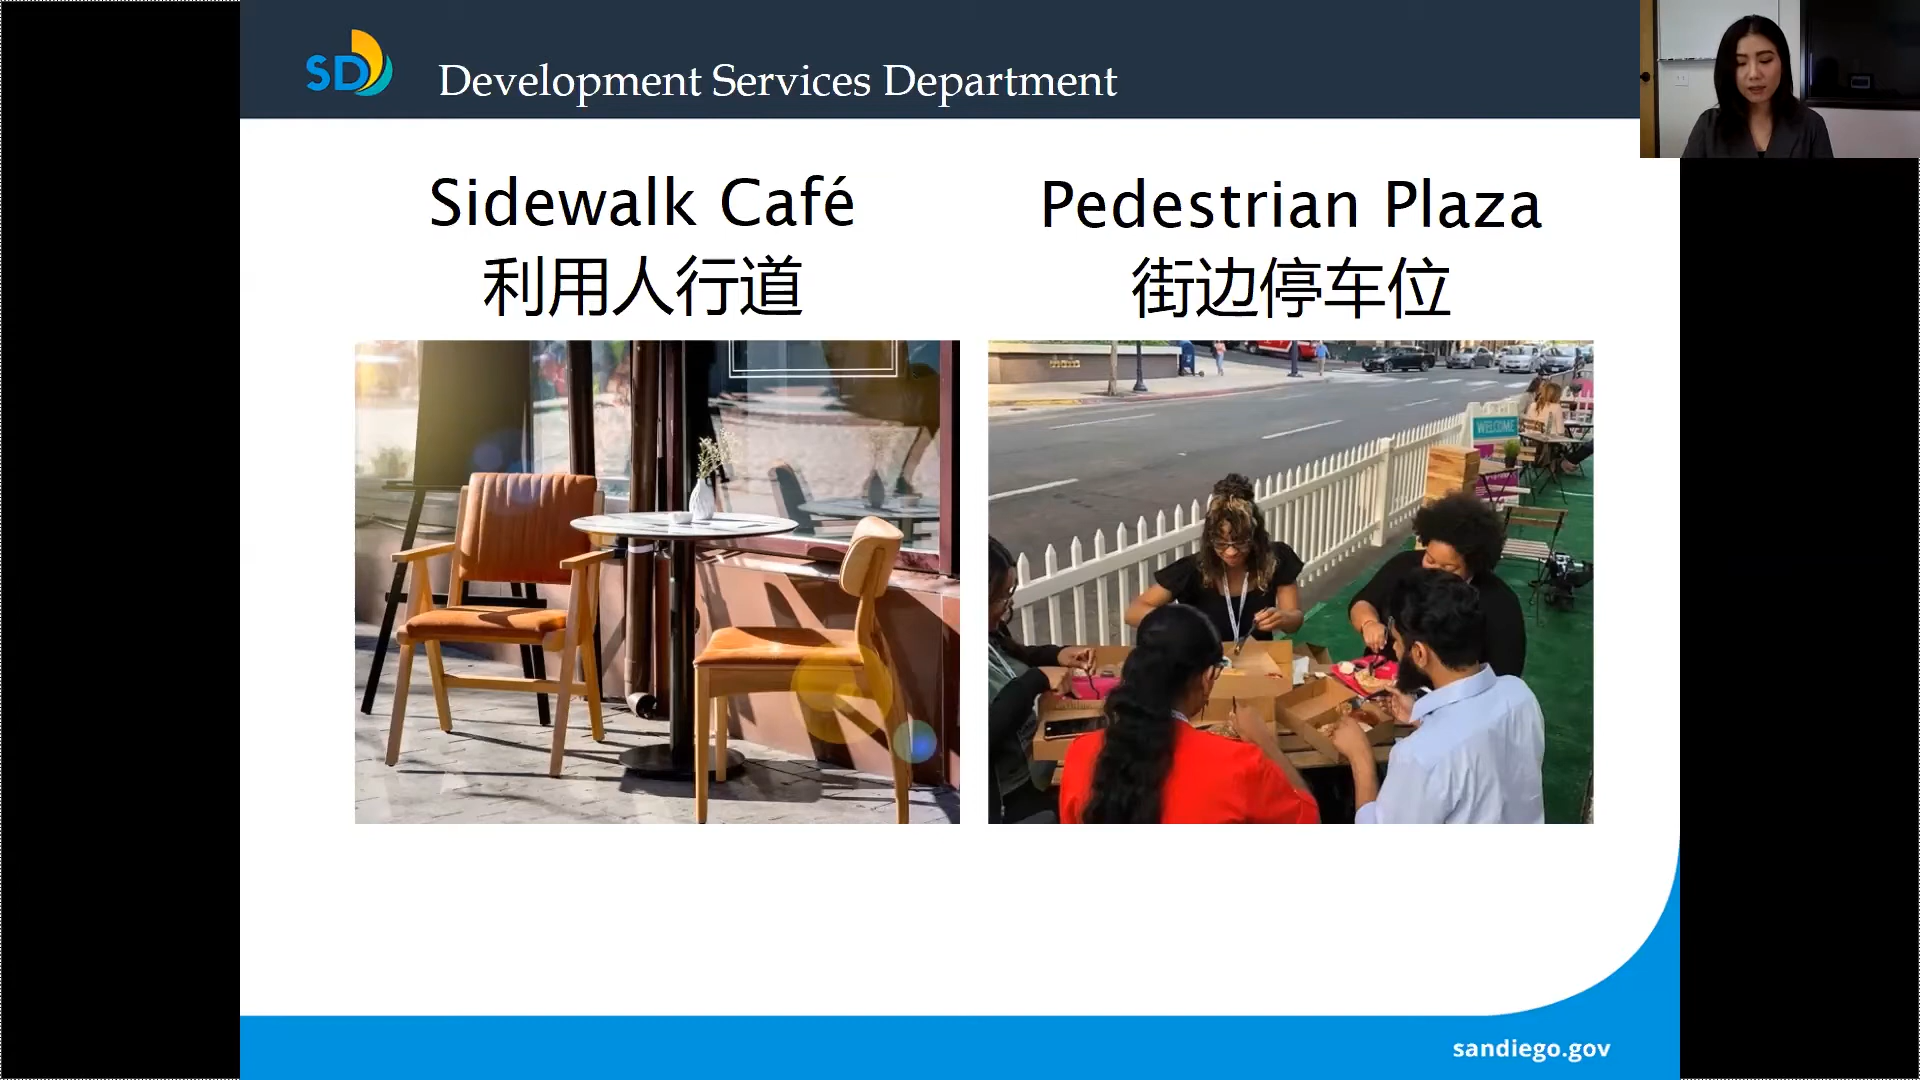 SD
Development Services Department
Sidewalk Café
利用人行道
Pedestrian Plaza
街边停车位
WELCOME
sandiego.gov